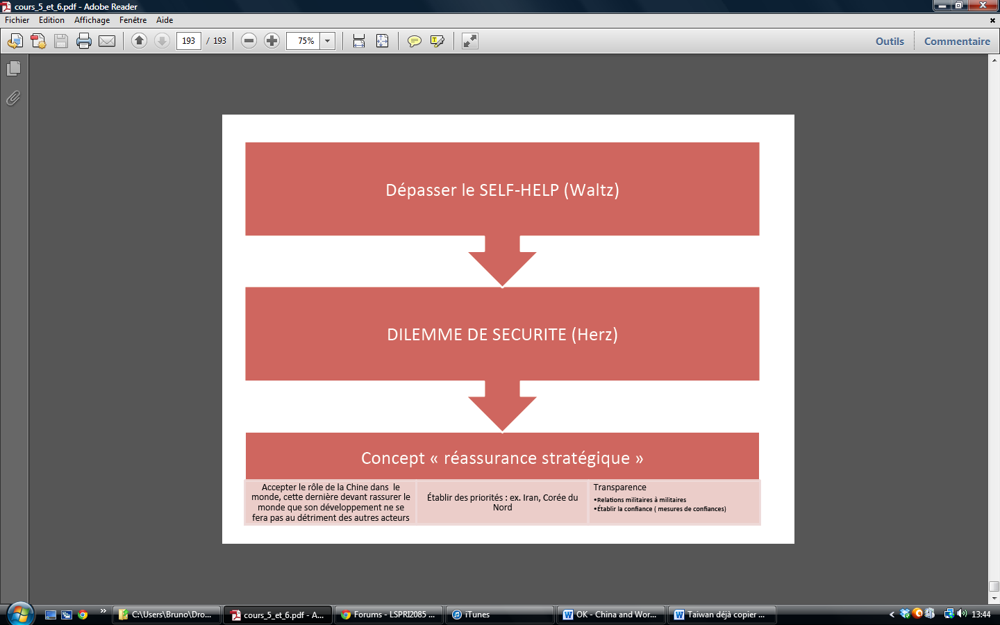 cours_5_et_6.pdf - Adobe Reader
Fichier Edition Affichage Fenêtre Aide
193 / 193 75% Outils Commentaire
Dépasser le SELF-HELP (Waltz)
DILEMME DE SECURITE (Herz)
Concept « réassurance stratégique »
Accepter le rôle de la Chine dans le
monde, cette dernière devant rassurer le
monde que son développement ne se
fera pas au détriment des autres acteurs
Établir des priorités : ex. Iran, Corée du
Nord
Transparence
•Relations militaires à militaires
•Établir la confiance ( mesures de confiances)
C:\Users\Bruno\Dro... cours_5_et_6.pdf - A... Forums - LSPRI2085 ... iTunes OK - China and Wor... Taiwan déjà copier ... 13:44